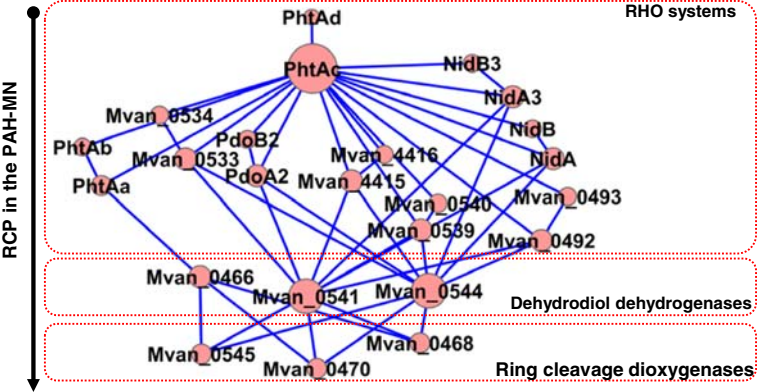 RHO systems
PhtAd
PhtAc
NidB3
NidA3
Mvan_0534
NidB
PhtAb
PdoB2
Mvan_0533
Mvan_4416
NidA
PdoA2
Mvan_4415
PhtAa
Mvan_0540
Mvan_0493
Mvan_0539
Mvan_0492
RCP in the PAH-MN
Mvan_0466
Mvan_0541
Mvan_0544
Dehydrodiol dehydrogenases
Mvan_0545
Mvan_0468
Mvan_0470
Ring cleavage dioxygenases